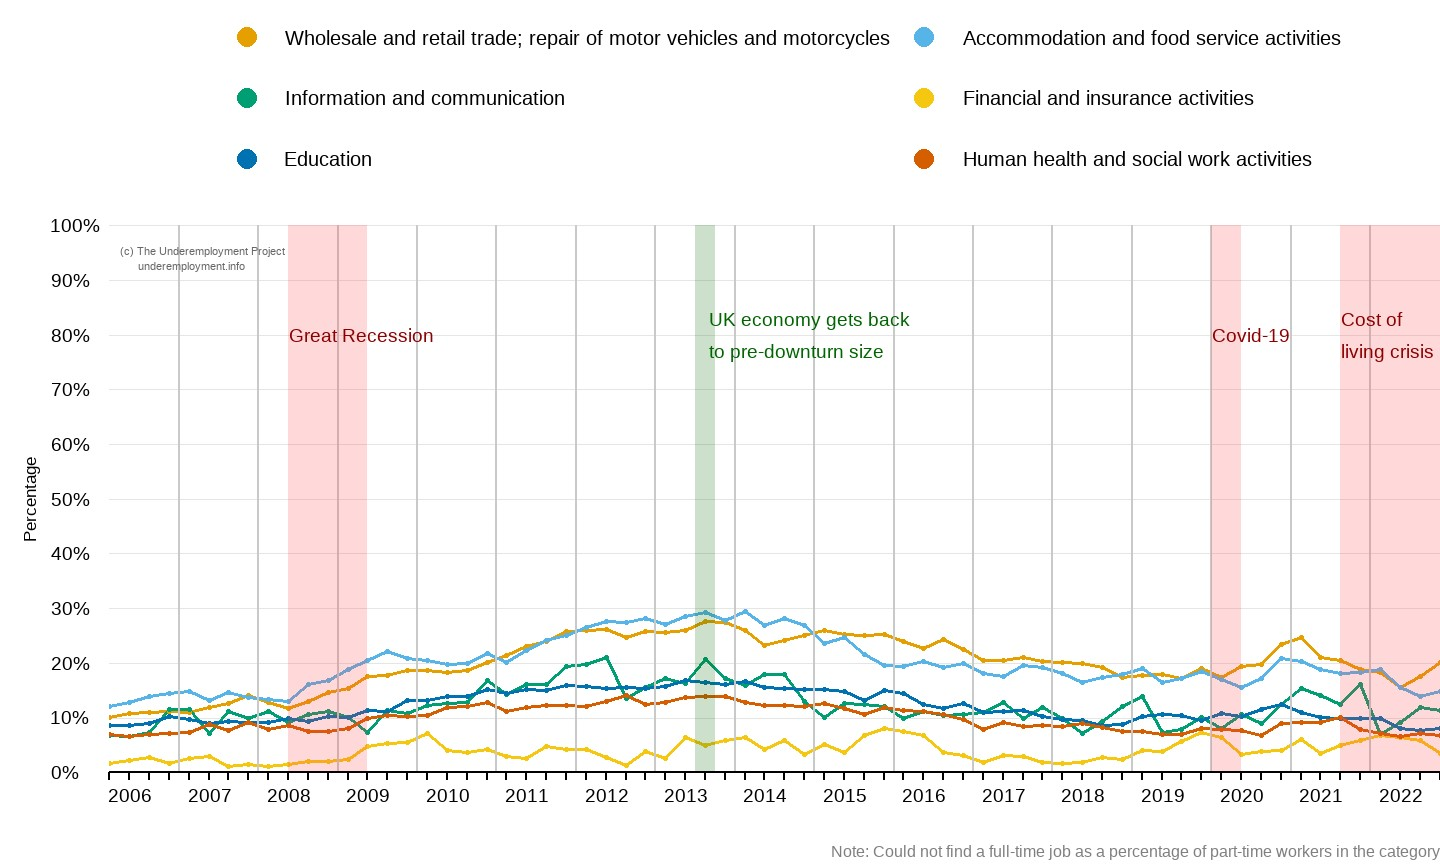 Wholesale and retail trade; repair of motor vehicles and motorcycles
Accommodation and food service activities
Information and communication
Financial and insurance activities
Education
Human health and social work activities
100%
90%
80%
70%
60%
50%
40%
30%
20%
10%
0%
Percentage
(c) The Underemployment Project
underemployment.info
Great Recession
UK economy gets back
to pre-downturn size
Covid-19
Cost of
living crisis
2006 2007 2008 2009 2010 2011 2012 2013 2014 2015 2016 2017 2018 2019 2020 2021 2022
Note: Could not find a full-time job as a percentage of part-time workers in the category